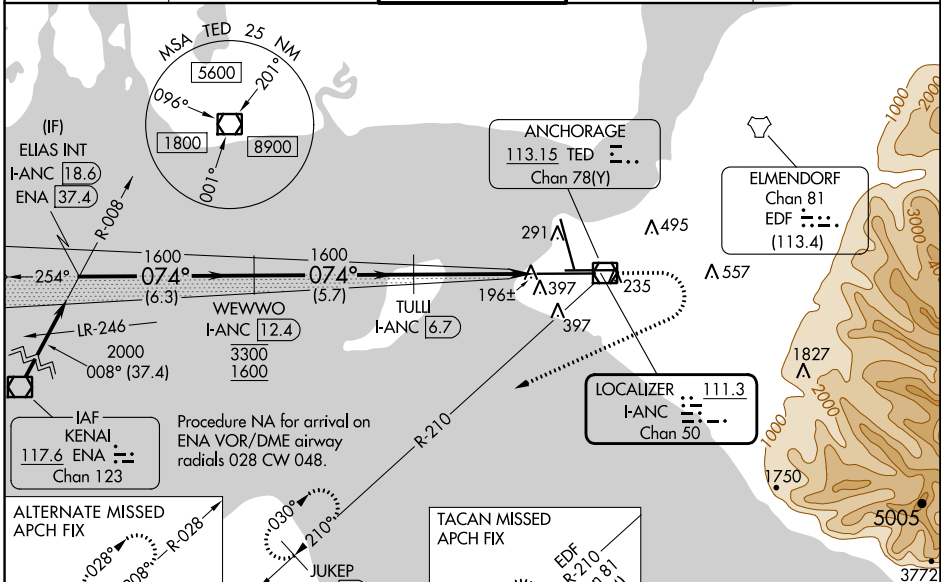 MSA TED 25 NM
5600
201°
096°
1800
8900
001°
(IF)
ELIAS INT
I-ANC 18.6
ENA 37.4
R-008
ANCHORAGE
113.15 TED
Chan 78(Y)
ELMENDORF
Chan 81
EDF
(113.4)
1000
2000
3000
291
495
557
254°
1600
074°
(6.3)
1600
074°
(5.7)
196±
397
235
397
WEWWO
I-ANC 12.4
3300
1600
TULLI
I-ANC 6.7
LR-246
2000
008° (37.4)
IAF
KENAI
117.6 ENA
Chan 123
Procedure NA for arrival on
ENA VOR/DME airway
radials 028 CW 048.
R-210
LOCALIZER 111.3
I-ANC
Chan 50
1827
2000
1000
1750
5005
3772
ALTERNATE MISSED
APCH FIX
028°
R-028
030°
210°
JUKEP
TACAN MISSED
APCH FIX
EDF
R-210